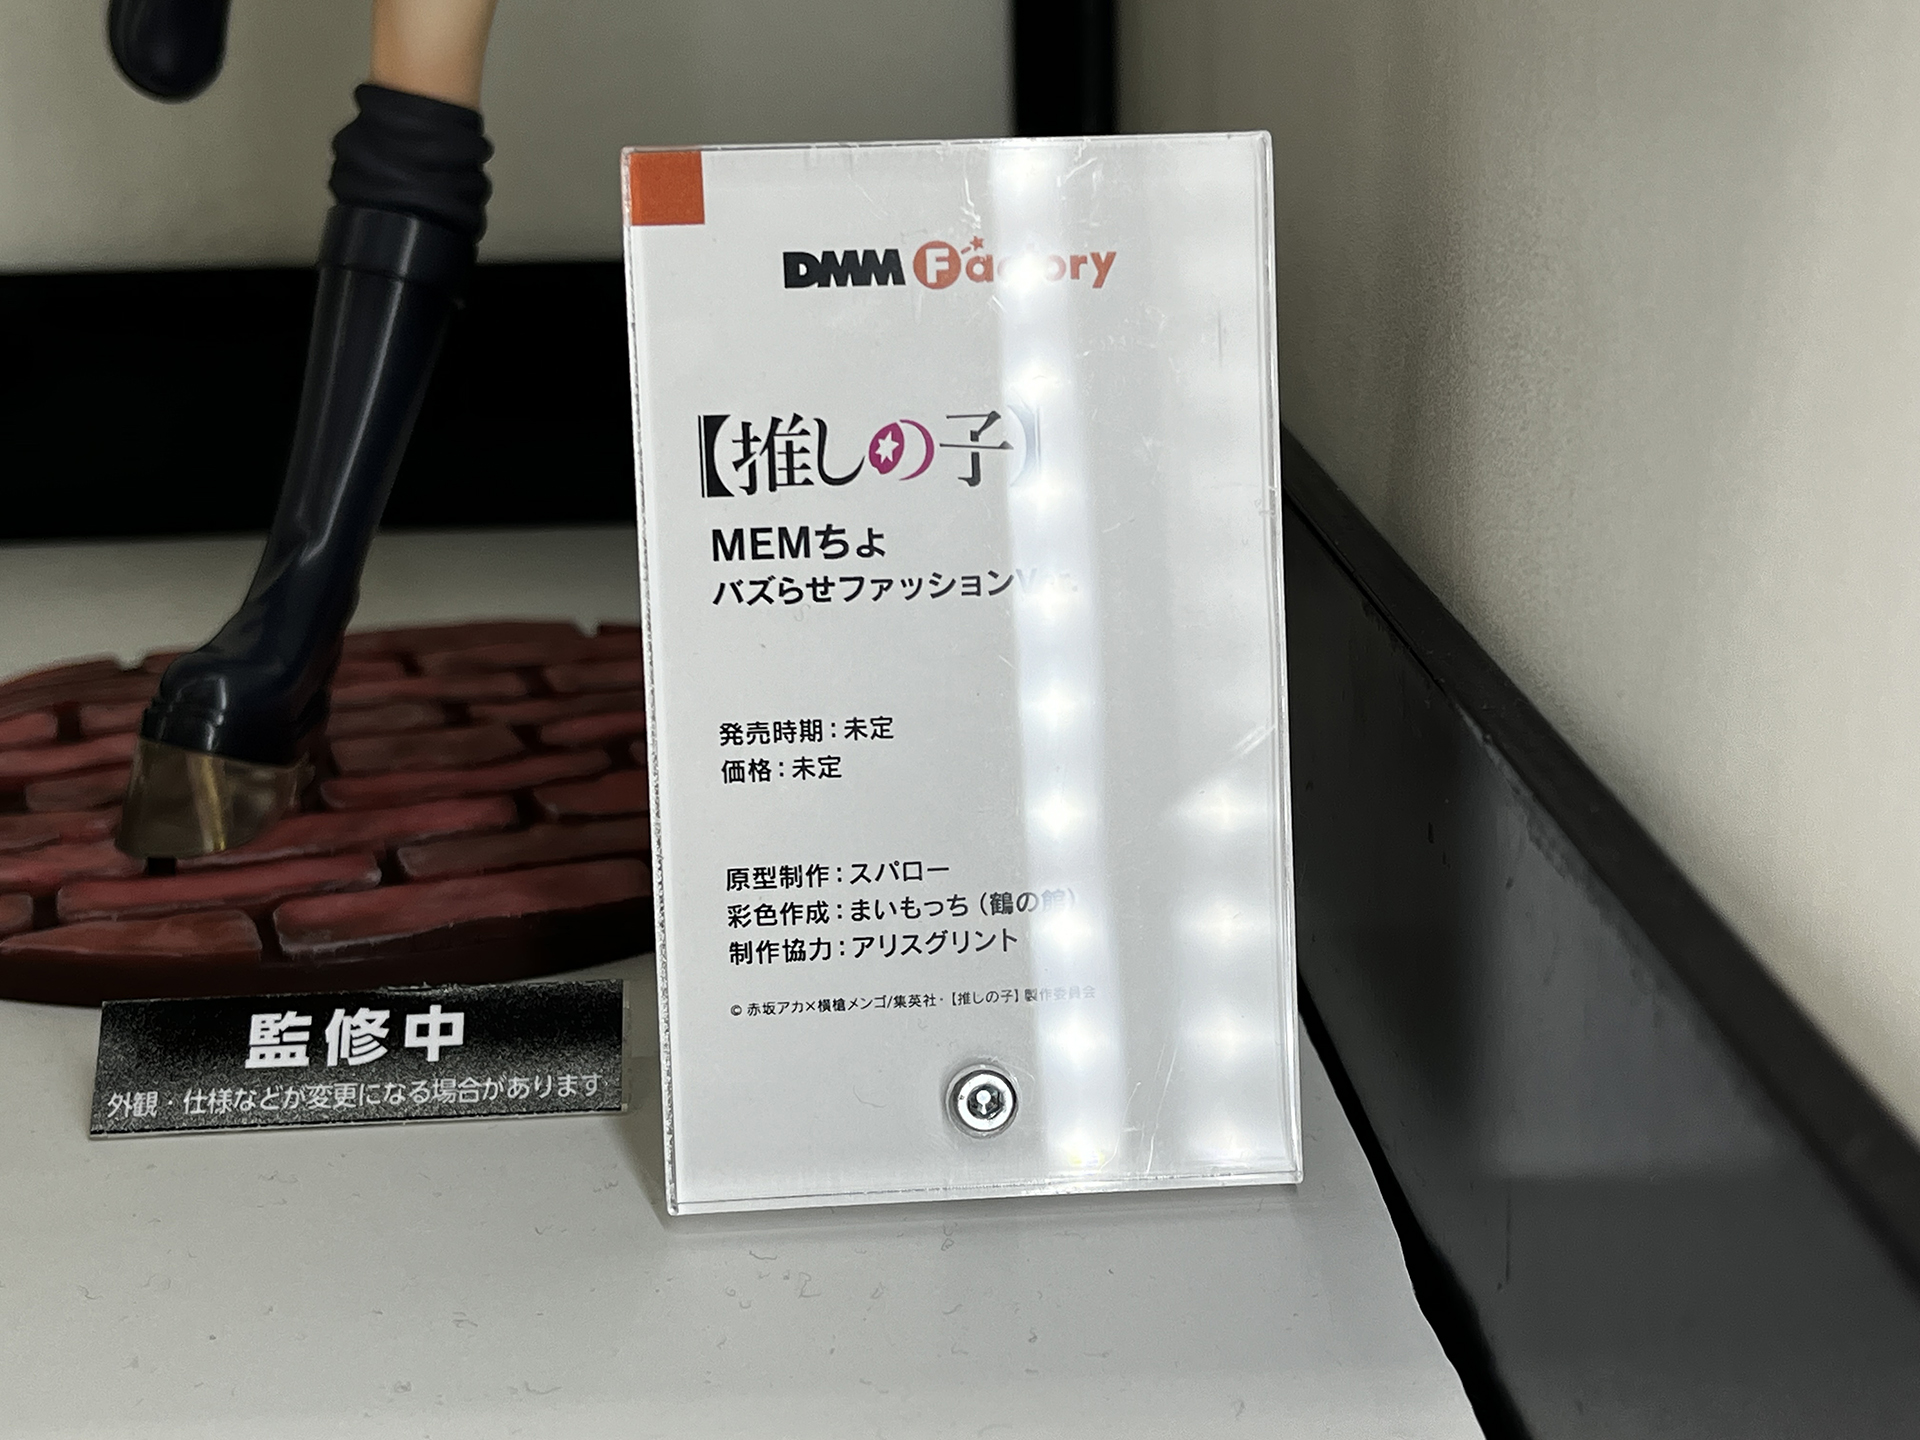 DMM Factory
【推しの子】
MEMちょ
バズらせファッションVer.
発売時期：未定
価格：未定
原型制作：スパロー
彩色作成：まいもっち（鶴の館）
制作協力：アリスグリント
© 赤坂アカ×横槍メンゴ/集英社・【推しの子】製作委員会
監修中
外観・仕様などが変更になる場合があります